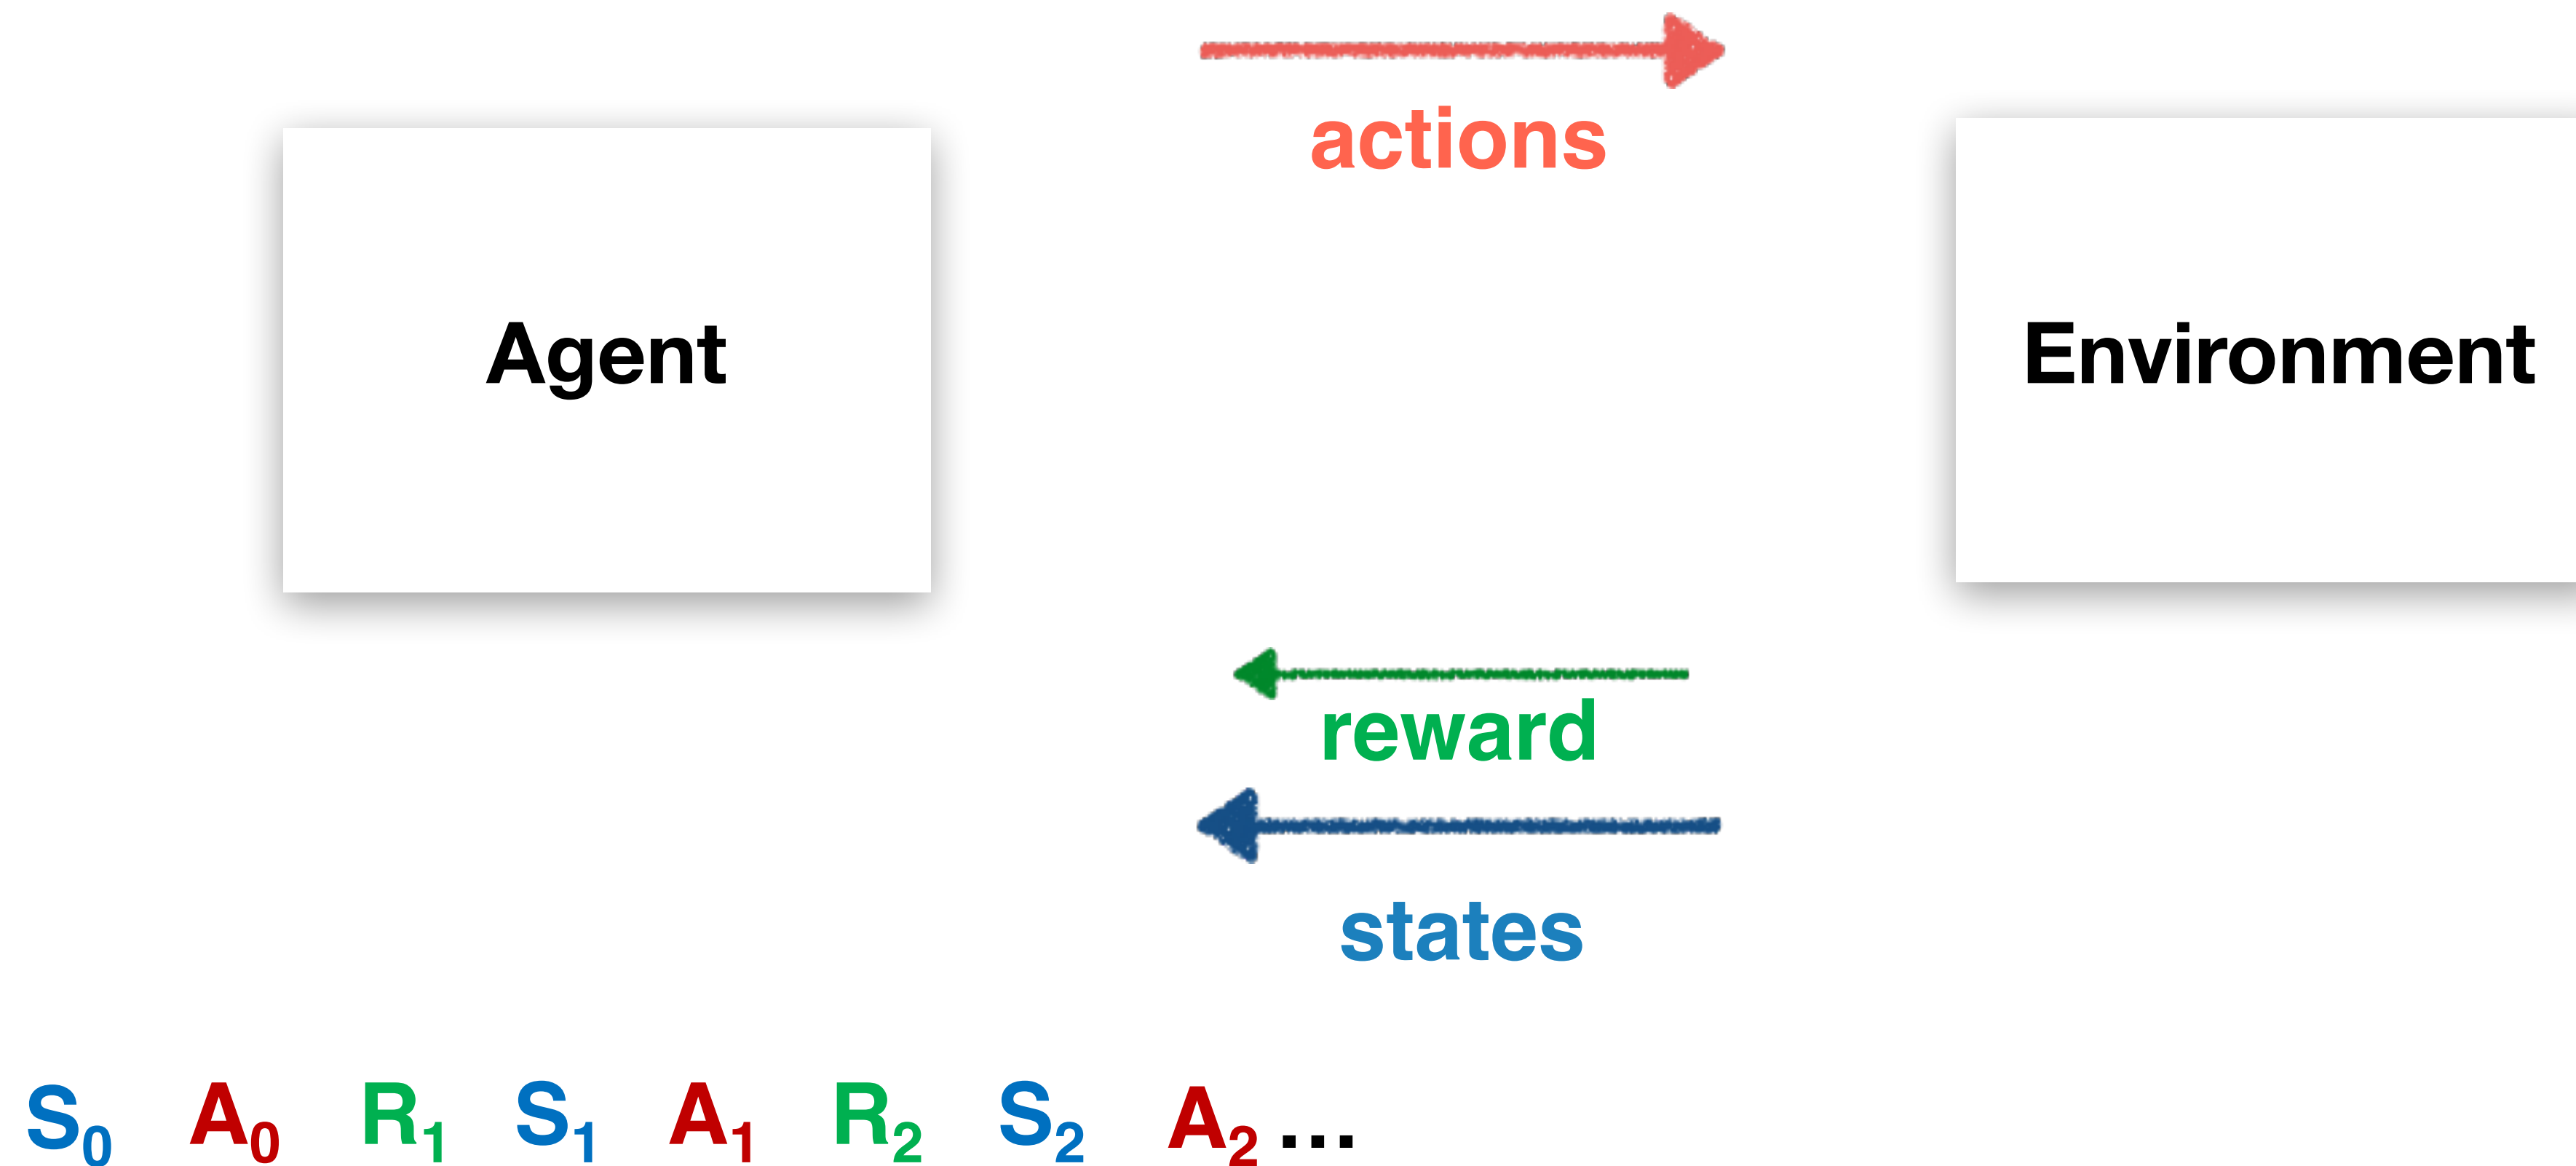 actions
Agent
Environment
reward
states
S₀ A₀ R₁ S₁ A₁ R₂ S₂ A₂ …